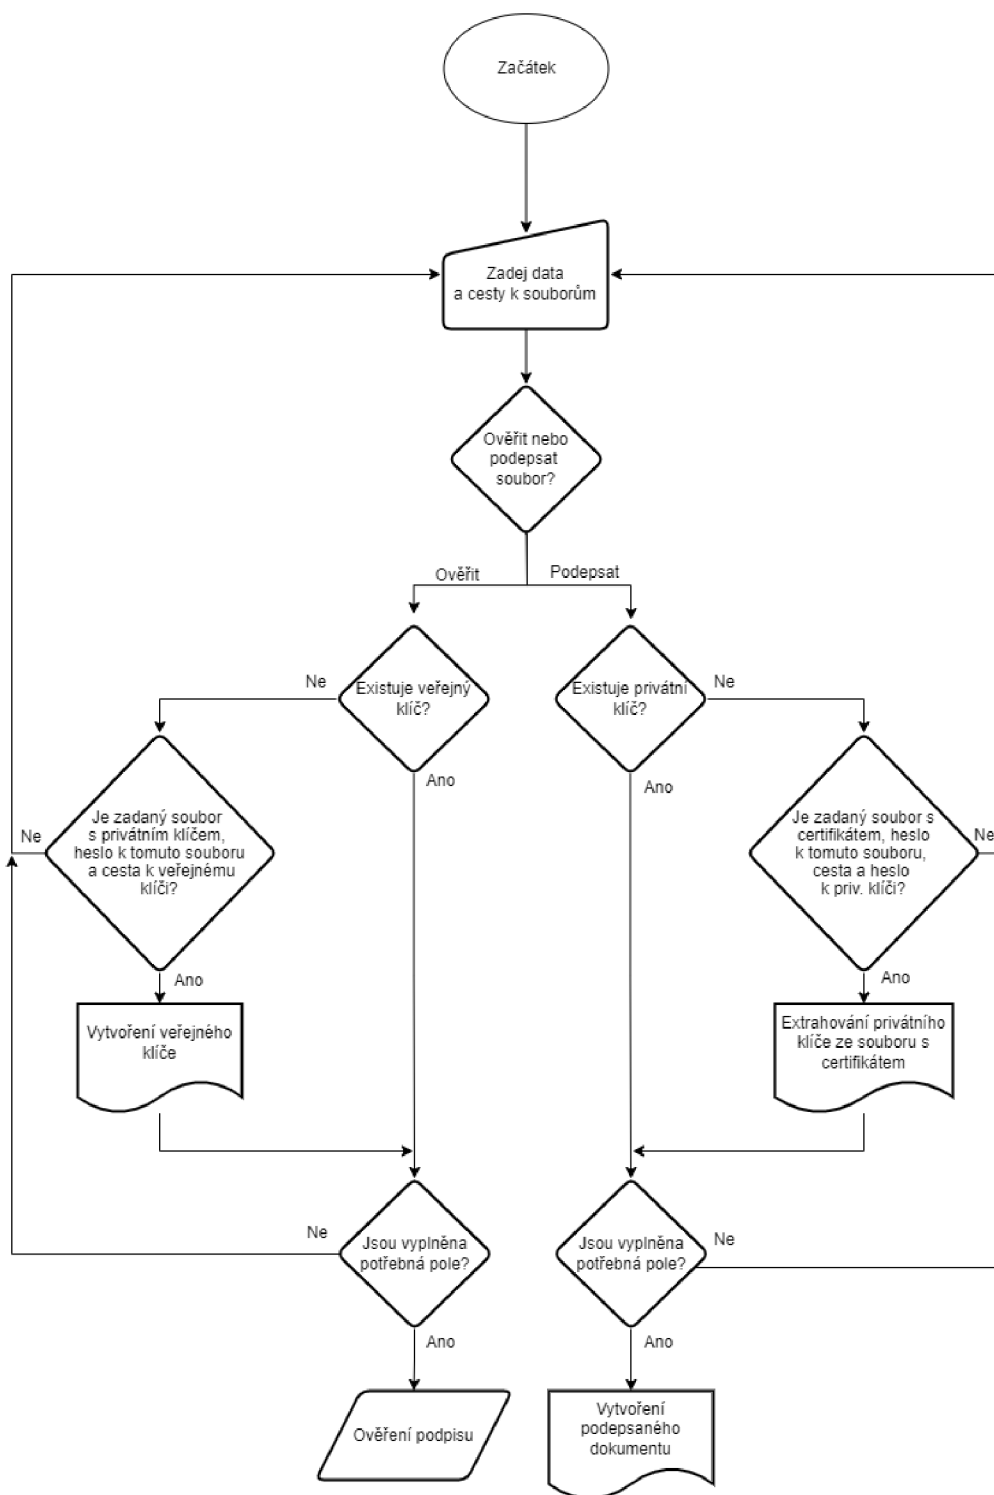 Začátek
Zadej data
a cesty k souborům
Ověřit nebo
podepsat
soubor?
Ověřit
Podepsat
Ne
Existuje veřejný
klíč?
Existuje privátní
klíč?
Ne
Ano
Ano
Ne
Je zadaný soubor
s privátním klíčem,
heslo k tomuto souboru
a cesta k veřejnému
klíči?
Je zadaný soubor s
certifikátem, heslo
k tomuto souboru,
cesta a heslo
k priv. klíči?
Ne
Ano
Ano
Vytvoření veřejného
klíče
Extrahování privátního
klíče ze souboru s
certifikátem
Ne
Jsou vyplněna
potřebná pole?
Jsou vyplněna
potřebná pole?
Ne
Ano
Ano
Ověření podpisu
Vytvoření
podepsaného
dokumentu